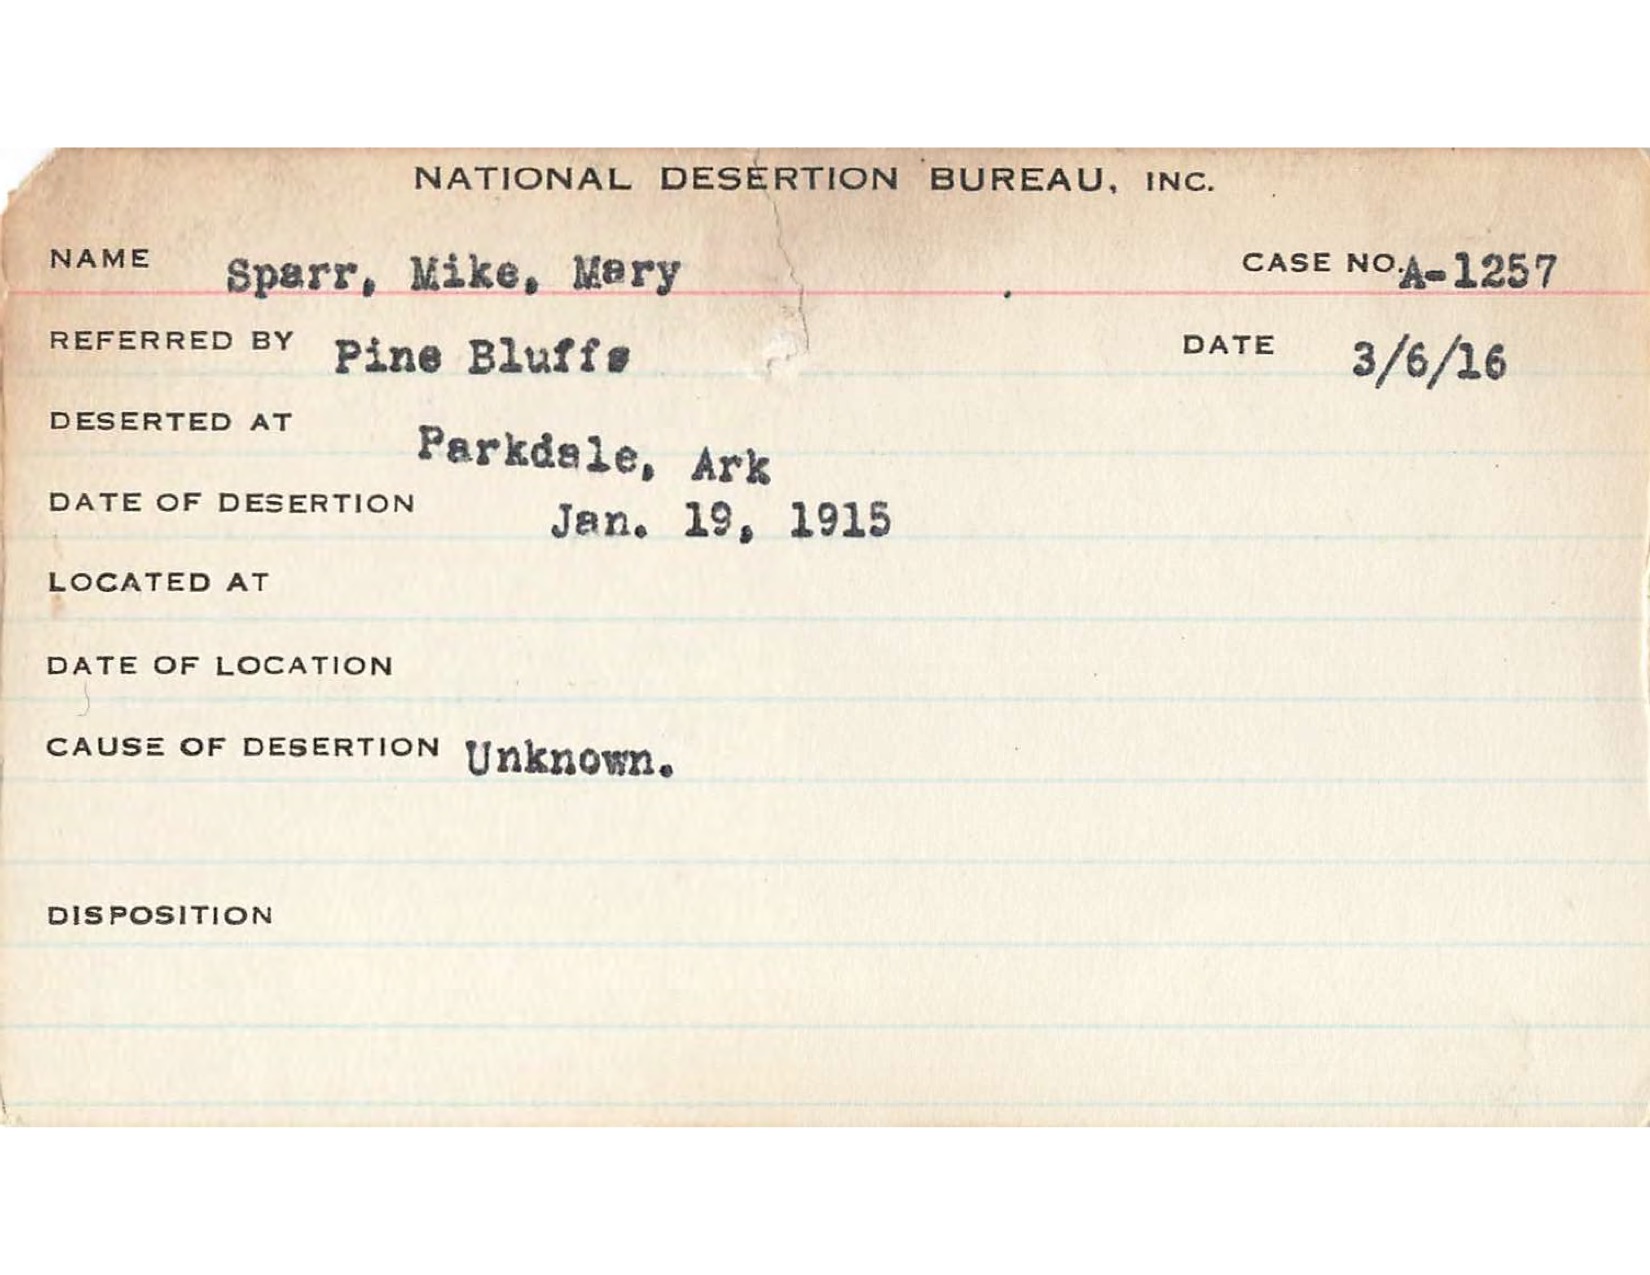 NATIONAL DESERTION BUREAU, INC.
NAME Sparr, Mike, Mary CASE NO. A-1257
REFERRED BY Pine Bluffs DATE 3/6/16
DESERTED AT Parkdale, Ark
DATE OF DESERTION Jan. 19, 1915
LOCATED AT
DATE OF LOCATION
CAUSE OF DESERTION Unknown.
DISPOSITION